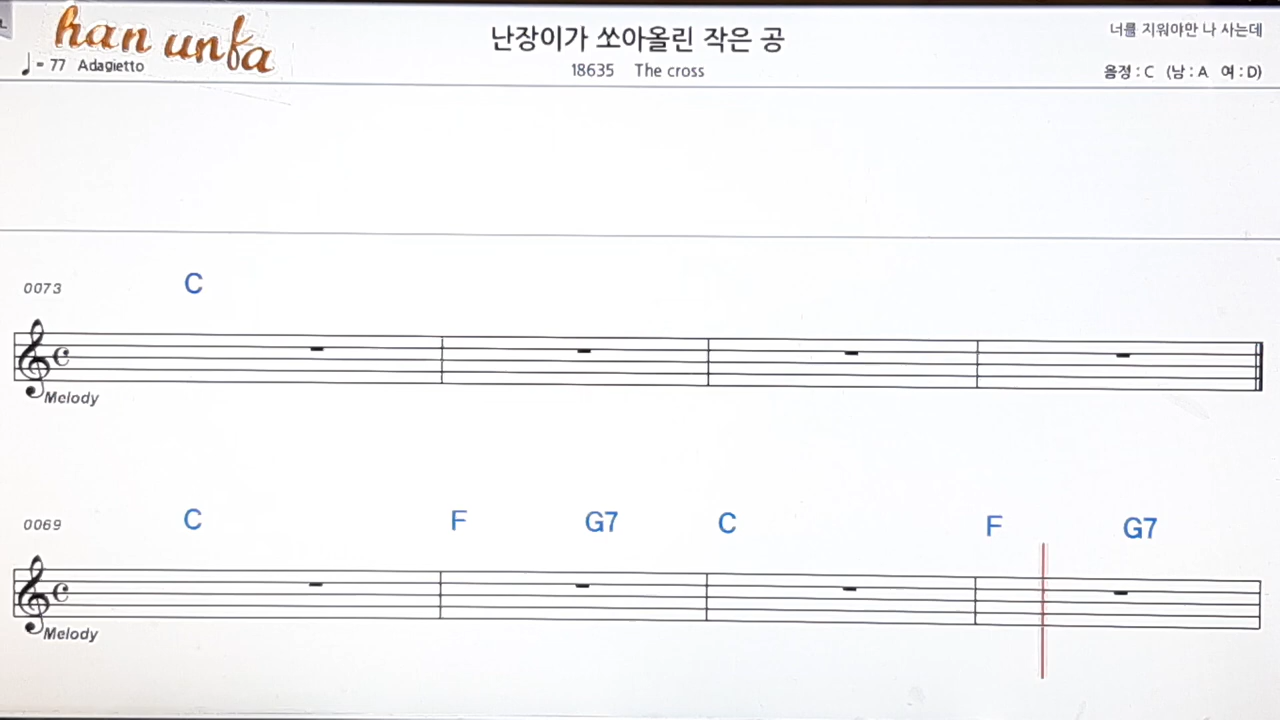 han unfa
난장이가 쏘아올린 작은 공
너를 지워야만 나 사는데
♩= 77 Adagietto
18635 The cross
음정 : C (남 : A 여 : D)
0073 C
Melody
0069 C F G7 C F G7
Melody